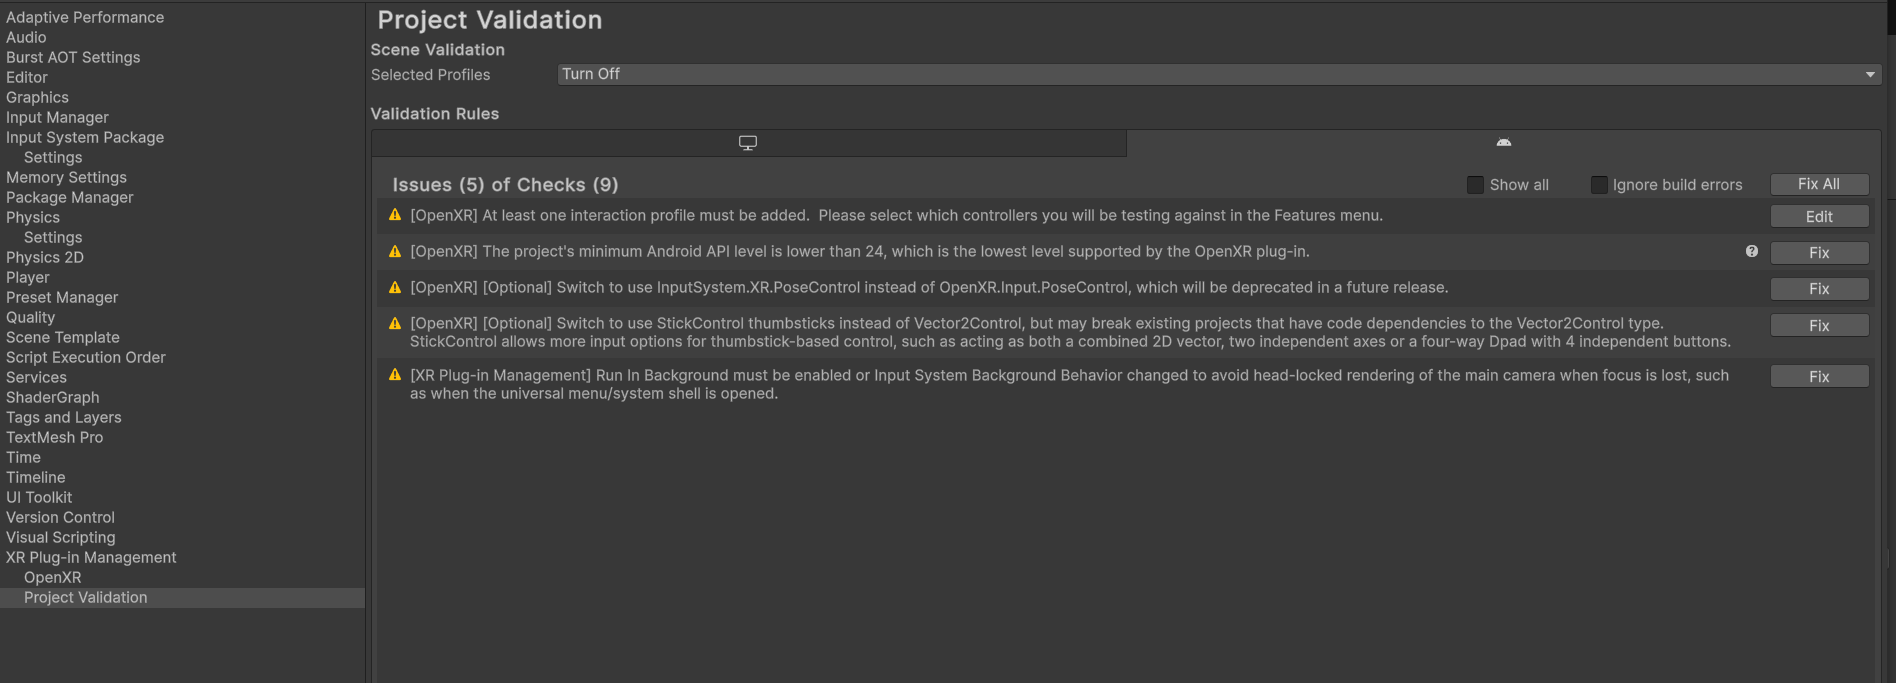 Adaptive Performance
Audio
Burst AOT Settings
Editor
Graphics
Input Manager
Input System Package
Settings
Memory Settings
Package Manager
Physics
Settings
Physics 2D
Player
Preset Manager
Quality
Scene Template
Script Execution Order
Services
ShaderGraph
Tags and Layers
TextMesh Pro
Time
Timeline
UI Toolkit
Version Control
Visual Scripting
XR Plug-in Management
OpenXR
Project Validation
Project Validation
Scene Validation
Selected Profiles
Turn Off
Validation Rules
Issues (5) of Checks (9)
Show all
Ignore build errors
Fix All
[OpenXR] At least one interaction profile must be added.  Please select which controllers you will be testing against in the Features menu.
Edit
[OpenXR] The project's minimum Android API level is lower than 24, which is the lowest level supported by the OpenXR plug-in.
?
Fix
[OpenXR] [Optional] Switch to use InputSystem.XR.PoseControl instead of OpenXR.Input.PoseControl, which will be deprecated in a future release.
Fix
[OpenXR] [Optional] Switch to use StickControl thumbsticks instead of Vector2Control, but may break existing projects that have code dependencies to the Vector2Control type.
StickControl allows more input options for thumbstick-based control, such as acting as both a combined 2D vector, two independent axes or a four-way Dpad with 4 independent buttons.
Fix
[XR Plug-in Management] Run In Background must be enabled or Input System Background Behavior changed to avoid head-locked rendering of the main camera when focus is lost, such
as when the universal menu/system shell is opened.
Fix